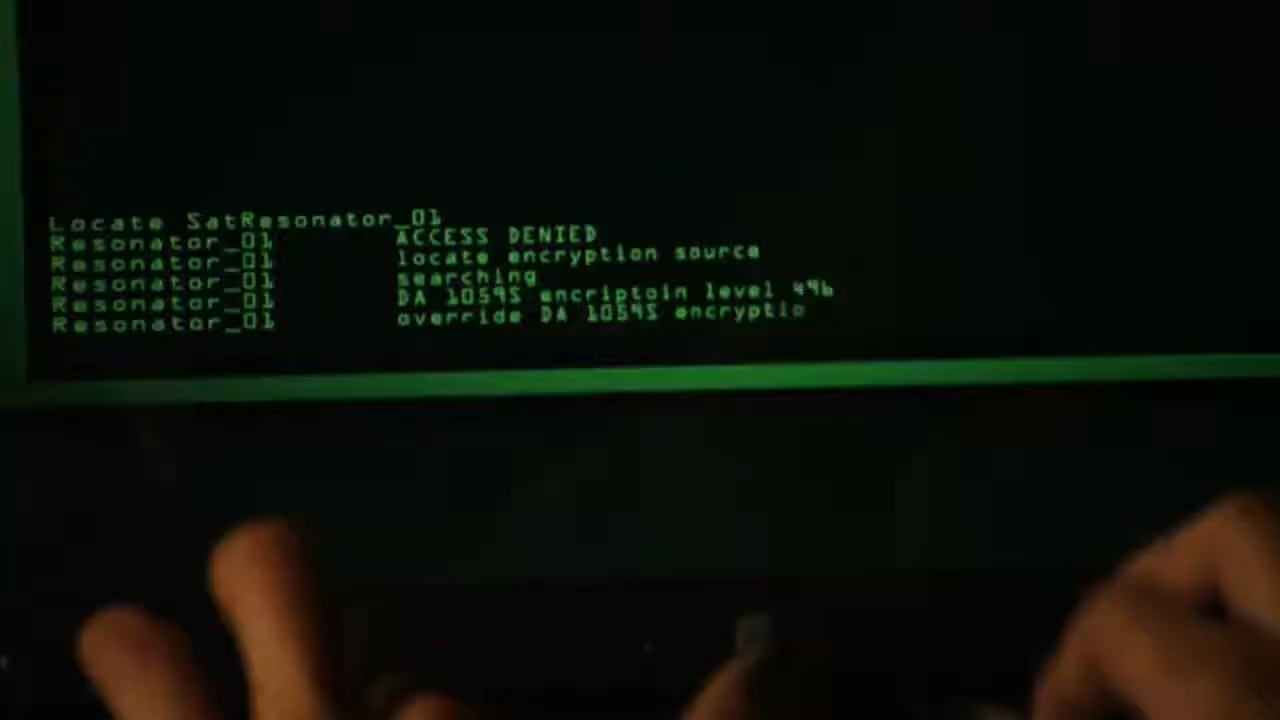 Locate SatResonator_01
Resonator_01 ACCESS DENIED
Resonator_01 locate encryption source
Resonator_01 searching
Resonator_01 DA 10595 encriptoin level 496
Resonator_01 override DA 10595 encryptio